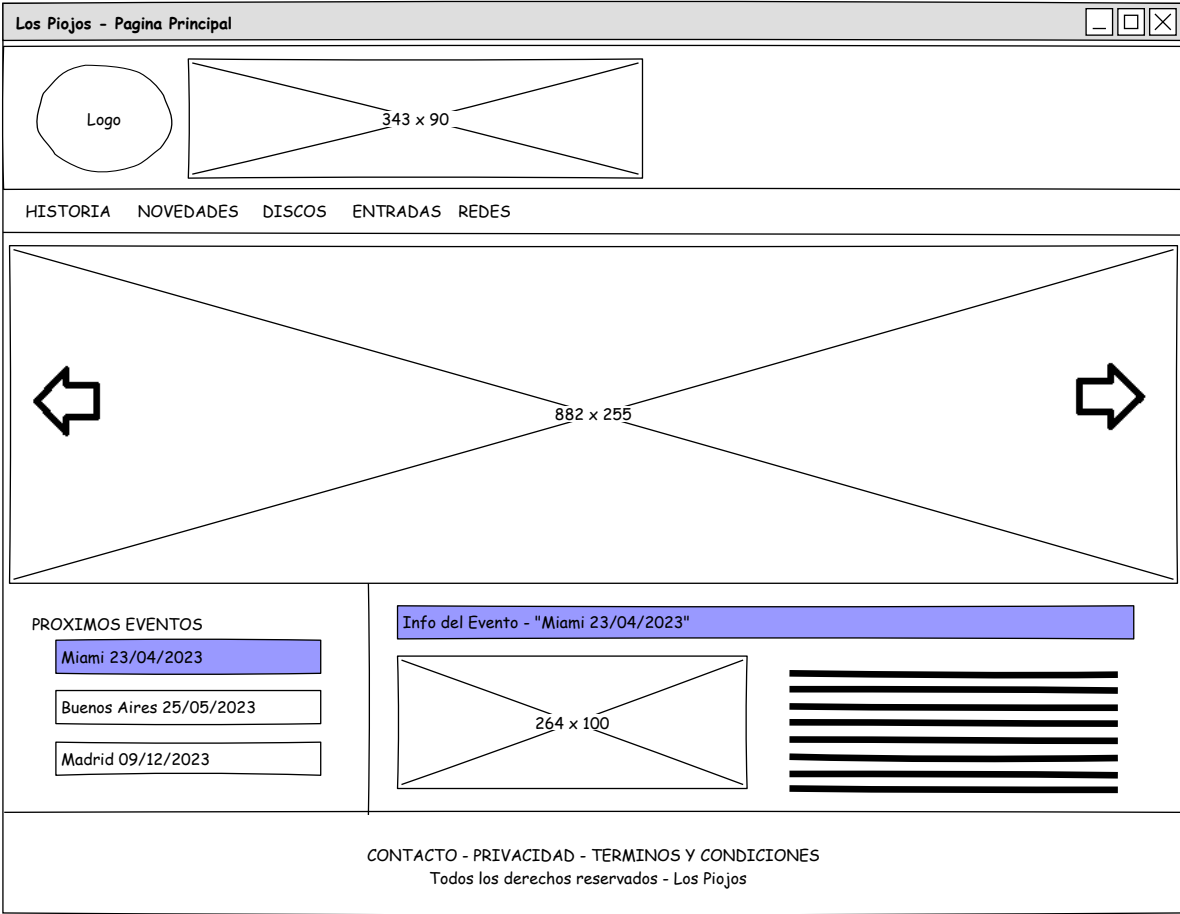 Los Piojos - Pagina Principal
Logo
343 x 90
HISTORIA NOVEDADES DISCOS ENTRADAS REDES
882 x 255
PROXIMOS EVENTOS
Miami 23/04/2023
Buenos Aires 25/05/2023
Madrid 09/12/2023
Info del Evento - "Miami 23/04/2023"
264 x 100
CONTACTO - PRIVACIDAD - TERMINOS Y CONDICIONES
Todos los derechos reservados - Los Piojos